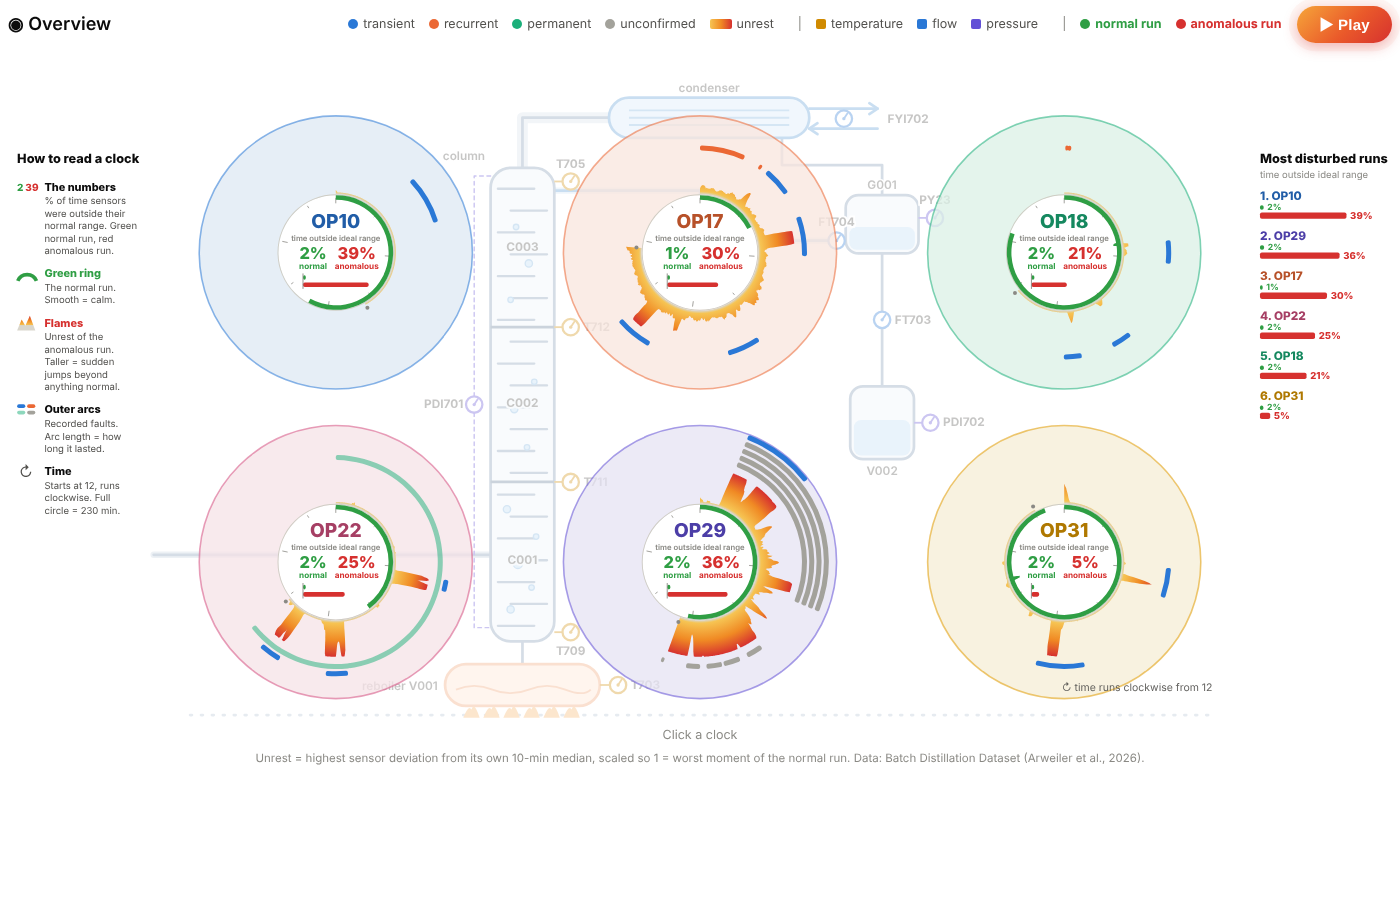 ◉ Overview
transient
recurrent
permanent
unconfirmed
unrest
temperature
flow
pressure
normal run
anomalous run
▶ Play
How to read a clock
2 39 The numbers
% of time sensors
were outside their
normal range. Green
normal run, red
anomalous run.
Green ring
The normal run.
Smooth = calm.
Flames
Unrest of the
anomalous run.
Taller = sudden
jumps beyond
anything normal.
Outer arcs
Recorded faults.
Arc length = how
long it lasted.
↻ Time
Starts at 12, runs
clockwise. Full
circle = 230 min.
condenser
FYI702
column
T705
G001
PY23
FT704
C003
T712
FT703
PDI701
C002
PDI702
V002
T711
C001
T709
reboiler V001
T703
OP10
time outside ideal range
2% 39%
normal anomalous
OP17
time outside ideal range
1% 30%
normal anomalous
OP18
time outside ideal range
2% 21%
normal anomalous
OP22
time outside ideal range
2% 25%
normal anomalous
OP29
time outside ideal range
2% 36%
normal anomalous
OP31
time outside ideal range
2% 5%
normal anomalous
↻ time runs clockwise from 12
Most disturbed runs
time outside ideal range
1. OP10
2%
39%
2. OP29
2%
36%
3. OP17
1%
30%
4. OP22
2%
25%
5. OP18
2%
21%
6. OP31
2%
5%
Click a clock
Unrest = highest sensor deviation from its own 10-min median, scaled so 1 = worst moment of the normal run. Data: Batch Distillation Dataset (Arweiler et al., 2026).